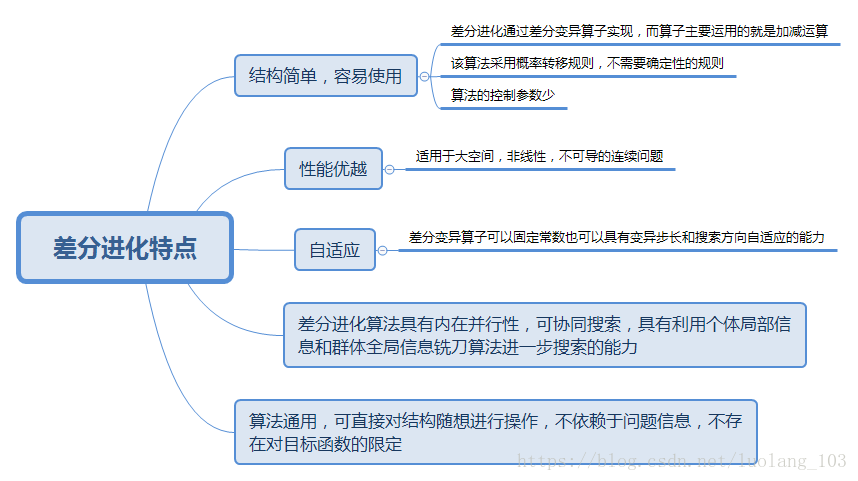 差分进化特点
结构简单，容易使用
差分进化通过差分变异算子实现，而算子主要运用的就是加减运算
该算法采用概率转移规则，不需要确定性的规则
算法的控制参数少
性能优越
适用于大空间，非线性，不可导的连续问题
自适应
差分变异算子可以固定常数也可以具有变异步长和搜索方向自适应的能力
差分进化算法具有内在并行性，可协同搜索，具有利用个体局部信
息和群体全局信息铣刀算法进一步搜索的能力
算法通用，可直接对结构随想进行操作，不依赖于问题信息，不存
在对目标函数的限定
https://blog.csdn.net/luolang_103